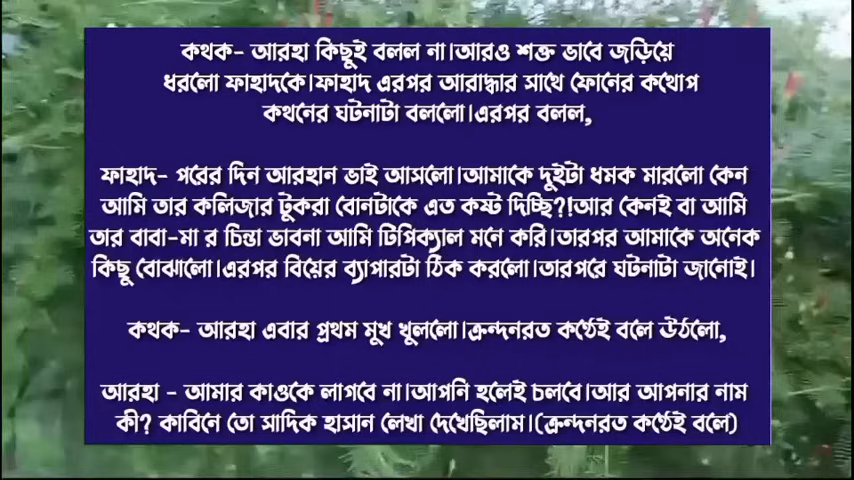 কথক- আরহা কিছুই বলল না।আরও শক্ত ভাবে জড়িয়ে
ধরলো ফাহাদকে।ফাহাদ এরপর আরাদ্ধার সাথে ফোনের কথোপ
কথনের ঘটনাটা বললো।এরপর বলল,
ফাহাদ- পরের দিন আরহান ভাই আসলো।আমাকে দুইটা ধমক মারলো কেন
আমি তার কলিজার টুকরা বোনটাকে এত কষ্ট দিচ্ছি?!আর কেনই বা আমি
তার বাবা-মা র চিন্তা ভাবনা আমি টিপিক্যাল মনে করি।তারপর আমাকে অনেক
কিছু বোঝালো।এরপর বিয়ের ব্যাপারটা ঠিক করলো।তারপরে ঘটনাটা জানোই।
কথক- আরহা এবার প্রথম মুখ খুললো।ক্রন্দনরত কণ্ঠেই বলে ঊঠলো,
আরহা - আমার কাওকে লাগবে না।আপনি হলেই চলবে।আর আপনার নাম
কী? কাবিনে তো সাদিক হাসান লেখা দেখেছিলাম।(ক্রন্দনরত কণ্ঠেই বলে)